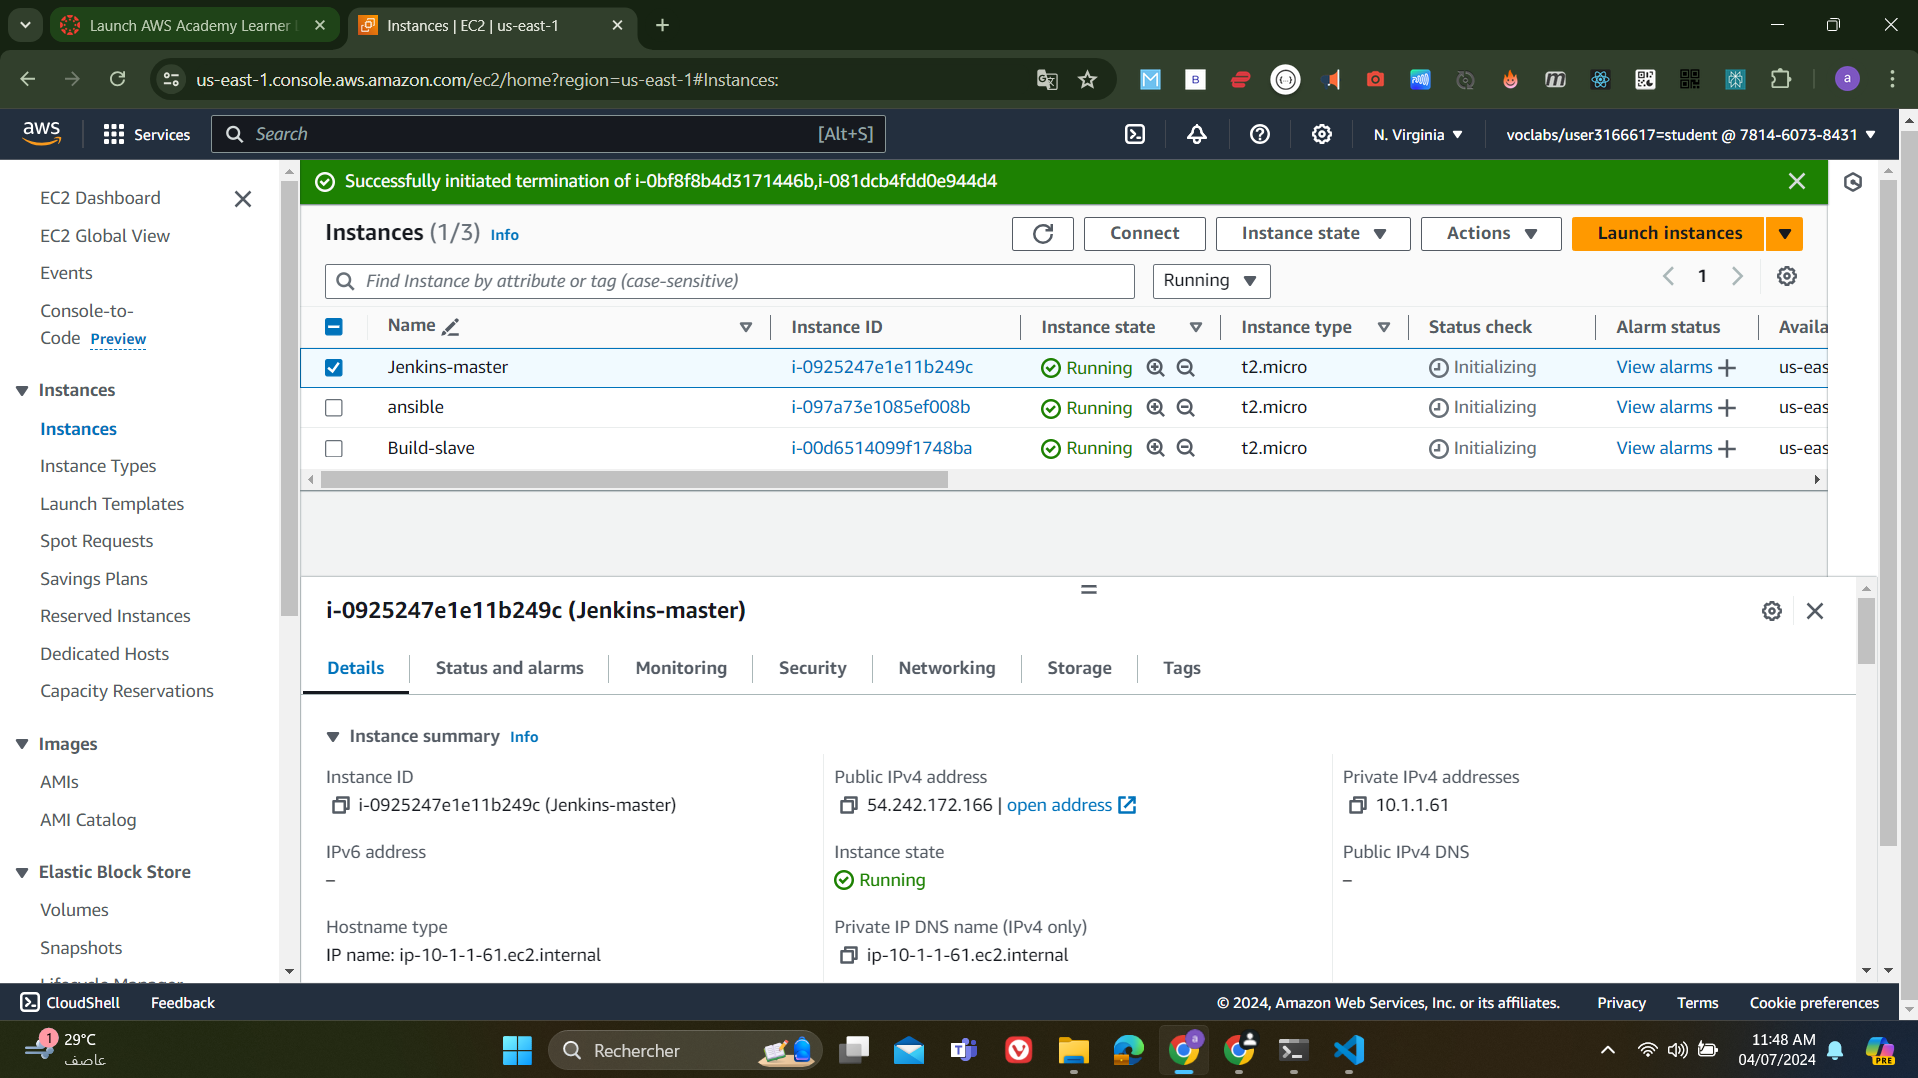 Launch AWS Academy Learner L
Instances | EC2 | us-east-1
us-east-1.console.aws.amazon.com/ec2/home?region=us-east-1#Instances:
aws
Services
Search
[Alt+S]
N. Virginia
voclabs/user3166617=student @ 7814-6073-8431
EC2 Dashboard
EC2 Global View
Events
Console-to-
Code Preview
Instances
Instances
Instance Types
Launch Templates
Spot Requests
Savings Plans
Reserved Instances
Dedicated Hosts
Capacity Reservations
Images
AMIs
AMI Catalog
Elastic Block Store
Volumes
Snapshots
Lifecycle Manager
Successfully initiated termination of i-0bf8f8b4d3171446b,i-081dcb4fdd0e944d4
Instances (1/3) Info
Connect
Instance state
Actions
Launch instances
Find Instance by attribute or tag (case-sensitive)
Running
1
Name Instance ID Instance state Instance type Status check Alarm status Availa
Jenkins-master i-0925247e1e11b249c Running t2.micro Initializing View alarms us-eas
ansible i-097a73e1085ef008b Running t2.micro Initializing View alarms us-eas
Build-slave i-00d6514099f1748ba Running t2.micro Initializing View alarms us-eas
i-0925247e1e11b249c (Jenkins-master)
Details Status and alarms Monitoring Security Networking Storage Tags
Instance summary Info
Instance ID
i-0925247e1e11b249c (Jenkins-master)
Public IPv4 address
54.242.172.166 | open address
Private IPv4 addresses
10.1.1.61
IPv6 address
–
Instance state
Running
Public IPv4 DNS
–
Hostname type
IP name: ip-10-1-1-61.ec2.internal
Private IP DNS name (IPv4 only)
ip-10-1-1-61.ec2.internal
CloudShell
Feedback
© 2024, Amazon Web Services, Inc. or its affiliates.
Privacy
Terms
Cookie preferences
1
29°C
عاصف
Rechercher
11:48 AM
04/07/2024
PRE